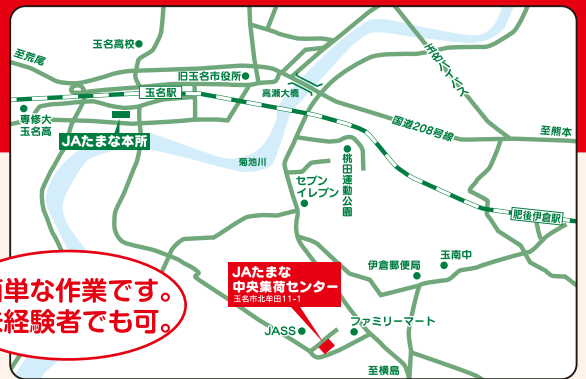 玉名高校
至荒尾
旧玉名市役所
玉名バイパス
玉名駅
高瀬大橋
専修大
玉名高
JAたまな本所
国道208号線
至熊本
菊池川
セブン
イレブン
桃田運動公園
肥後伊倉駅
玉南中
伊倉郵便局
JAたまな
中央集荷センター
玉名市北牟田11-1
単な作業です。
経験者でも可。
JASS
ファミリーマート
至横島